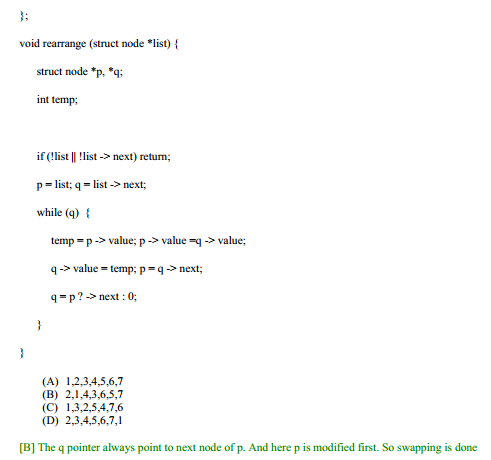 };
void rearrange (struct node *list) {
struct node *p, *q;
int temp;
if (!list || !list -> next) return;
p = list; q = list -> next;
while (q) {
temp = p -> value; p -> value =q -> value;
q -> value = temp; p = q -> next;
q = p ? -> next : 0;
}
}
(A) 1,2,3,4,5,6,7
(B) 2,1,4,3,6,5,7
(C) 1,3,2,5,4,7,6
(D) 2,3,4,5,6,7,1
[B] The q pointer always point to next node of p. And here p is modified first. So swapping is done